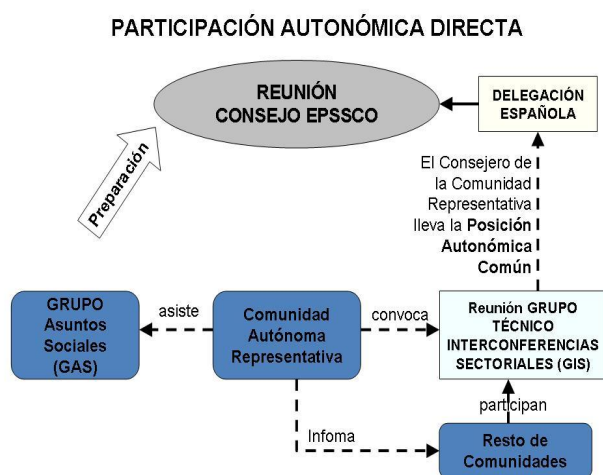 PARTICIPACIÓN AUTONÓMICA DIRECTA
REUNIÓN
CONSEJO EPSSCO
DELEGACIÓN
ESPAÑOLA
Preparación
El Consejero de
la Comunidad
Representativa
lleva la Posición
Autonómica
Común
GRUPO
Asuntos
Sociales
(GAS)
asiste
Comunidad
Autónoma
Representativa
convoca
Reunión GRUPO
TÉCNICO
INTERCONFERENCIAS
SECTORIALES (GIS)
participan
Infoma
Resto de
Comunidades